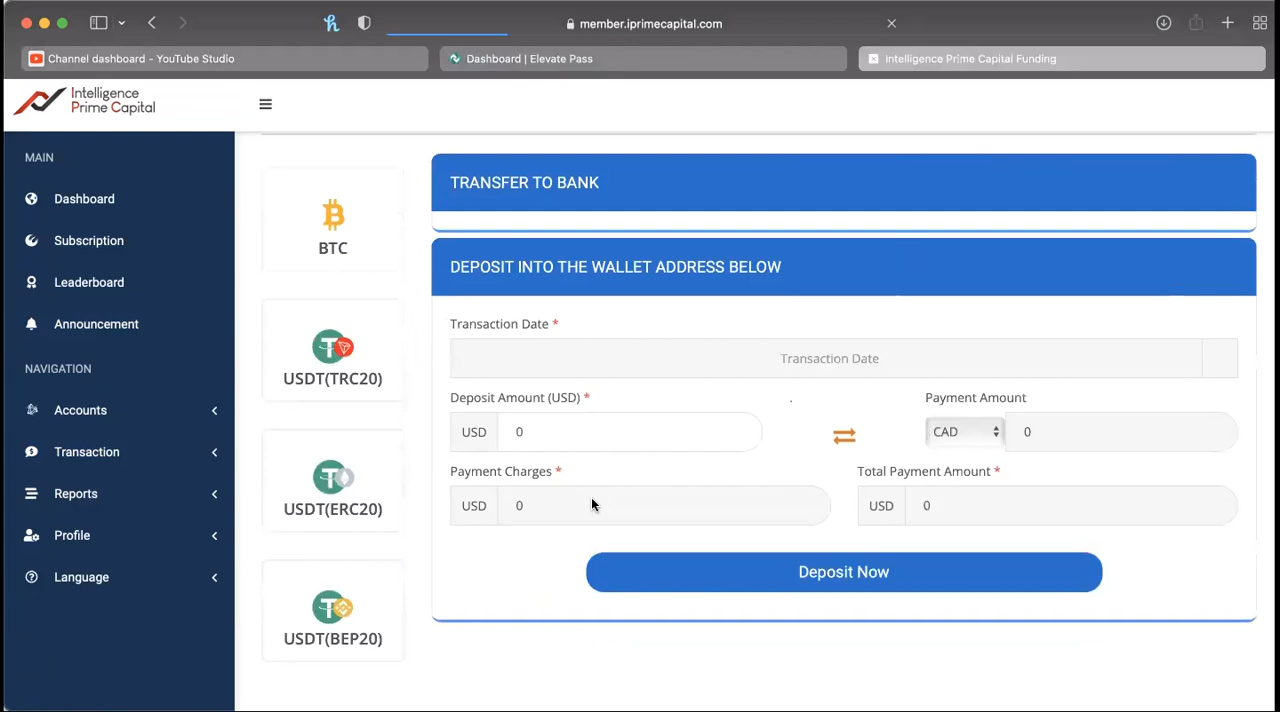 member.iprimecapital.com
Channel dashboard - YouTube Studio
Dashboard | Elevate Pass
Intelligence Prime Capital Funding
Intelligence
Prime Capital
MAIN
Dashboard
Subscription
Leaderboard
Announcement
NAVIGATION
Accounts
Transaction
Reports
Profile
Language
BTC
USDT(TRC20)
USDT(ERC20)
USDT(BEP20)
TRANSFER TO BANK
DEPOSIT INTO THE WALLET ADDRESS BELOW
Transaction Date *
Transaction Date
Deposit Amount (USD) *
.
Payment Amount
USD 0
CAD 0
Payment Charges *
Total Payment Amount *
USD 0
USD 0
Deposit Now